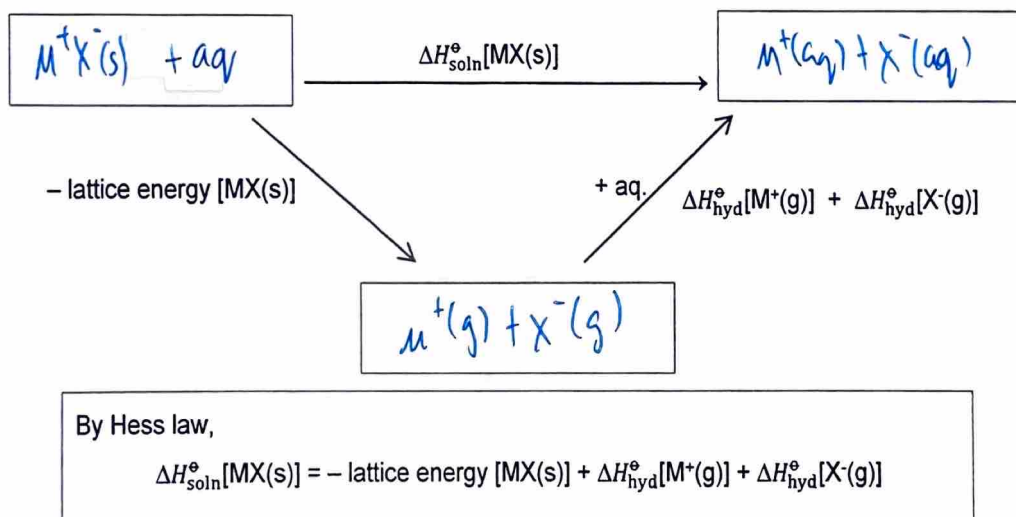 M⁺X⁻(s) + aq
ΔH⊖soln[MX(s)]
M⁺(aq) + X⁻(aq)
– lattice energy [MX(s)]
+ aq.
ΔH⊖hyd[M⁺(g)] + ΔH⊖hyd[X⁻(g)]
M⁺(g) + X⁻(g)
By Hess law,
ΔH⊖soln[MX(s)] = – lattice energy [MX(s)] + ΔH⊖hyd[M⁺(g)] + ΔH⊖hyd[X⁻(g)]